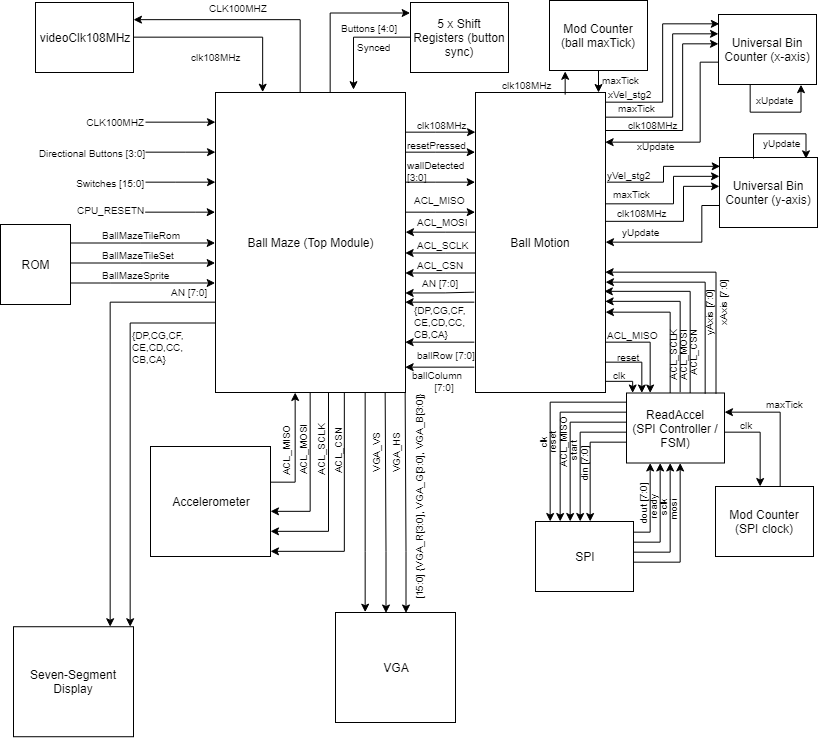 CLK100MHZ
videoClk108MHz
clk108MHz
Buttons [4:0]
Synced
5 x Shift
Registers (button
sync)
Mod Counter
(ball maxTick)
clk108MHz
maxTick
xVel_stg2
maxTick
clk108MHz
xUpdate
Universal Bin
Counter (x-axis)
xUpdate
yUpdate
Universal Bin
Counter (y-axis)
yVel_stg2
maxTick
clk108MHz
yUpdate
CLK100MHZ
Directional Buttons [3:0]
Switches [15:0]
CPU_RESETN
ROM
BallMazeTileRom
BallMazeTileSet
BallMazeSprite
AN [7:0]
{DP,CG,CF,
CE,CD,CC,
CB,CA}
Ball Maze (Top Module)
clk108MHz
resetPressed
wallDetected
[3:0]
ACL_MISO
ACL_MOSI
ACL_SCLK
ACL_CSN
AN [7:0]
{DP,CG,CF,
CE,CD,CC,
CB,CA}
ballRow [7:0]
ballColumn
[7:0]
Ball Motion
ACL_MISO
reset
clk
ACL_SCLK
ACL_MOSI
ACL_CSN
yAxis [7:0]
xAxis [7:0]
ReadAccel
(SPI Controller /
FSM)
maxTick
clk
Mod Counter
(SPI clock)
clk
reset
ACL_MISO
start
din [7:0]
dout [7:0]
ready
sck
mosi
SPI
Accelerometer
ACL_MISO
ACL_MOSI
ACL_SCLK
ACL_CSN
VGA_VS
VGA_HS
[15:0] {VGA_R[3:0], VGA_G[3:0], VGA_B[3:0]}
Seven-Segment
Display
VGA